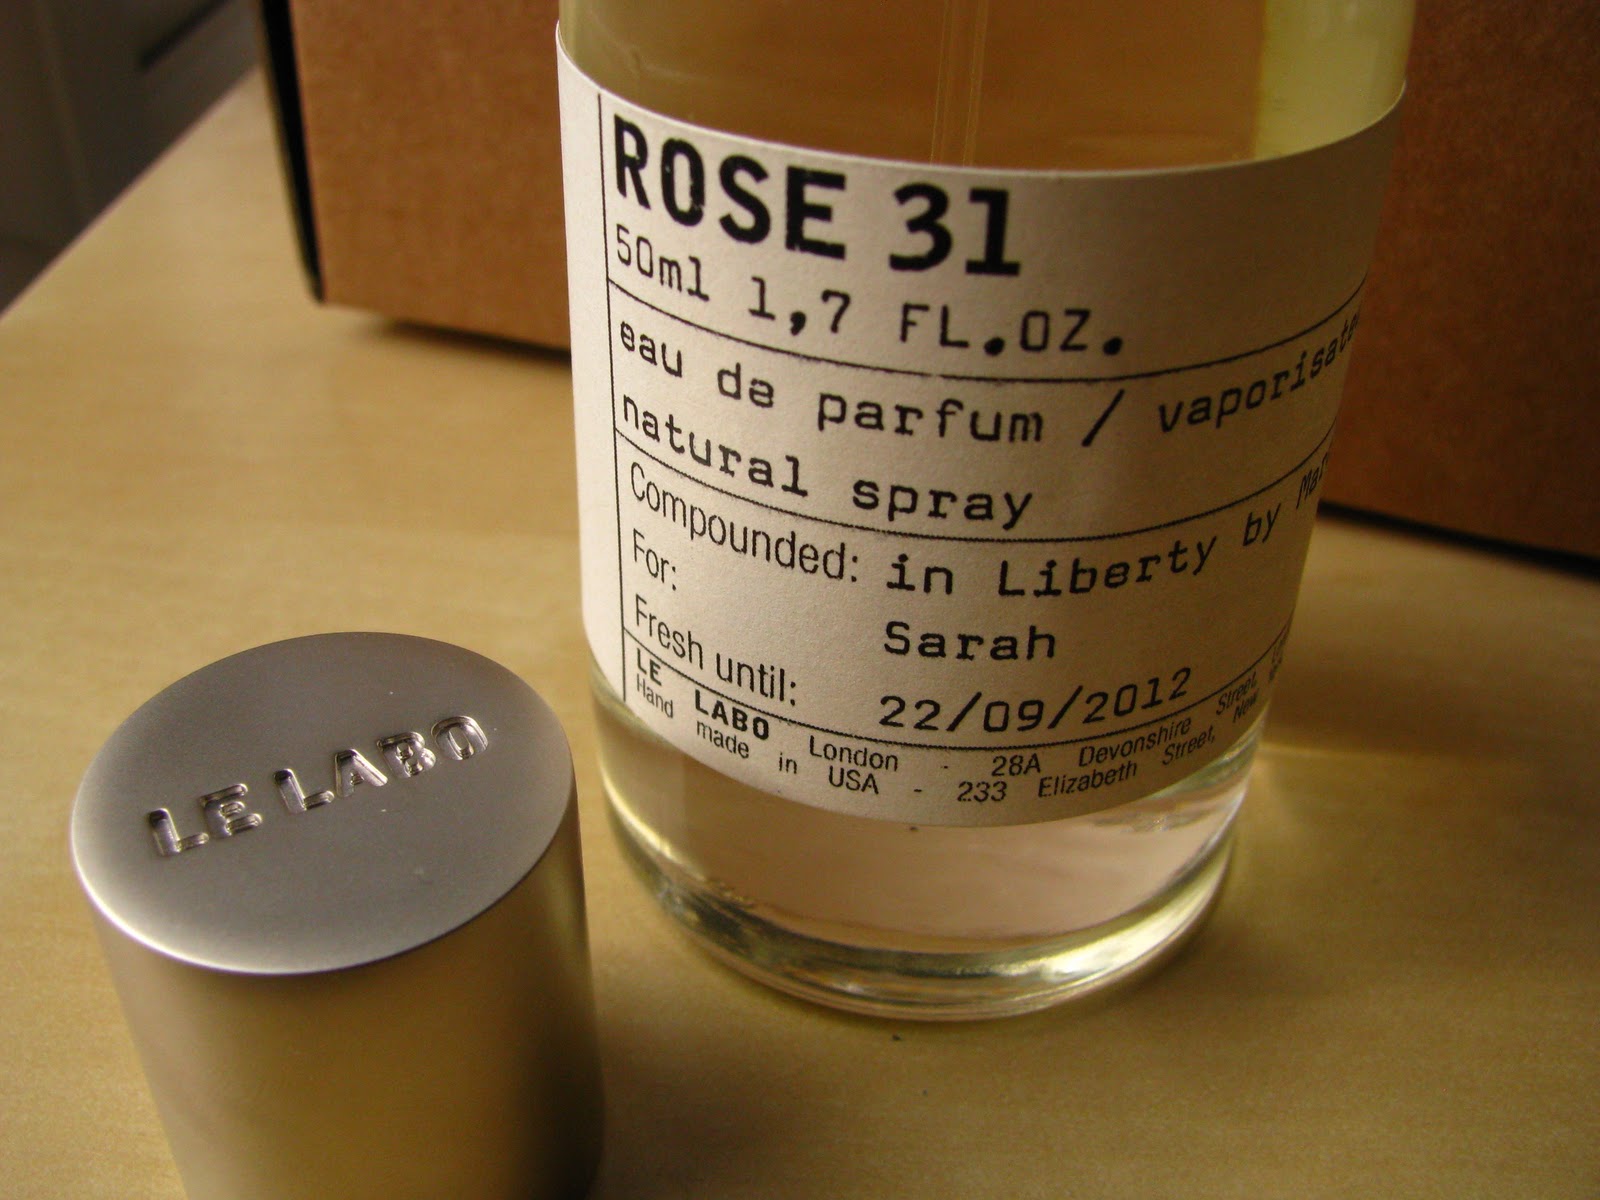 ROSE 31
50ml 1,7 FL.OZ.
eau de parfum /
natural spray
Compounded: in Liberty by
For: Sarah
Fresh until: 22/09/2012
LE LABO London - 28A Devonshire Street,
Hand made in USA - 233 Elizabeth Street, New
LE LABO